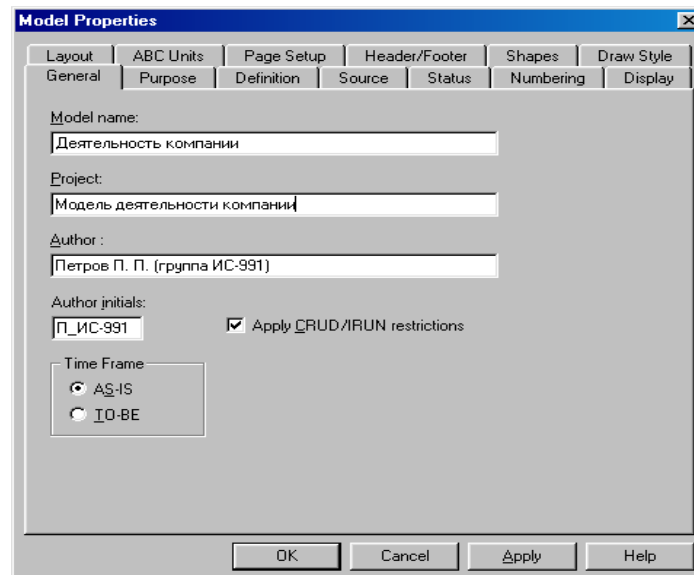 Model Properties
Layout ABC Units Page Setup Header/Footer Shapes Draw Style
General Purpose Definition Source Status Numbering Display
Model name:
Деятельность компании
Project:
Модель деятельности компании
Author :
Петров П. П. (группа ИС-991)
Author initials:
П_ИС-991 Apply CRUD/IRUN restrictions
Time Frame
AS-IS
TO-BE
OK Cancel Apply Help